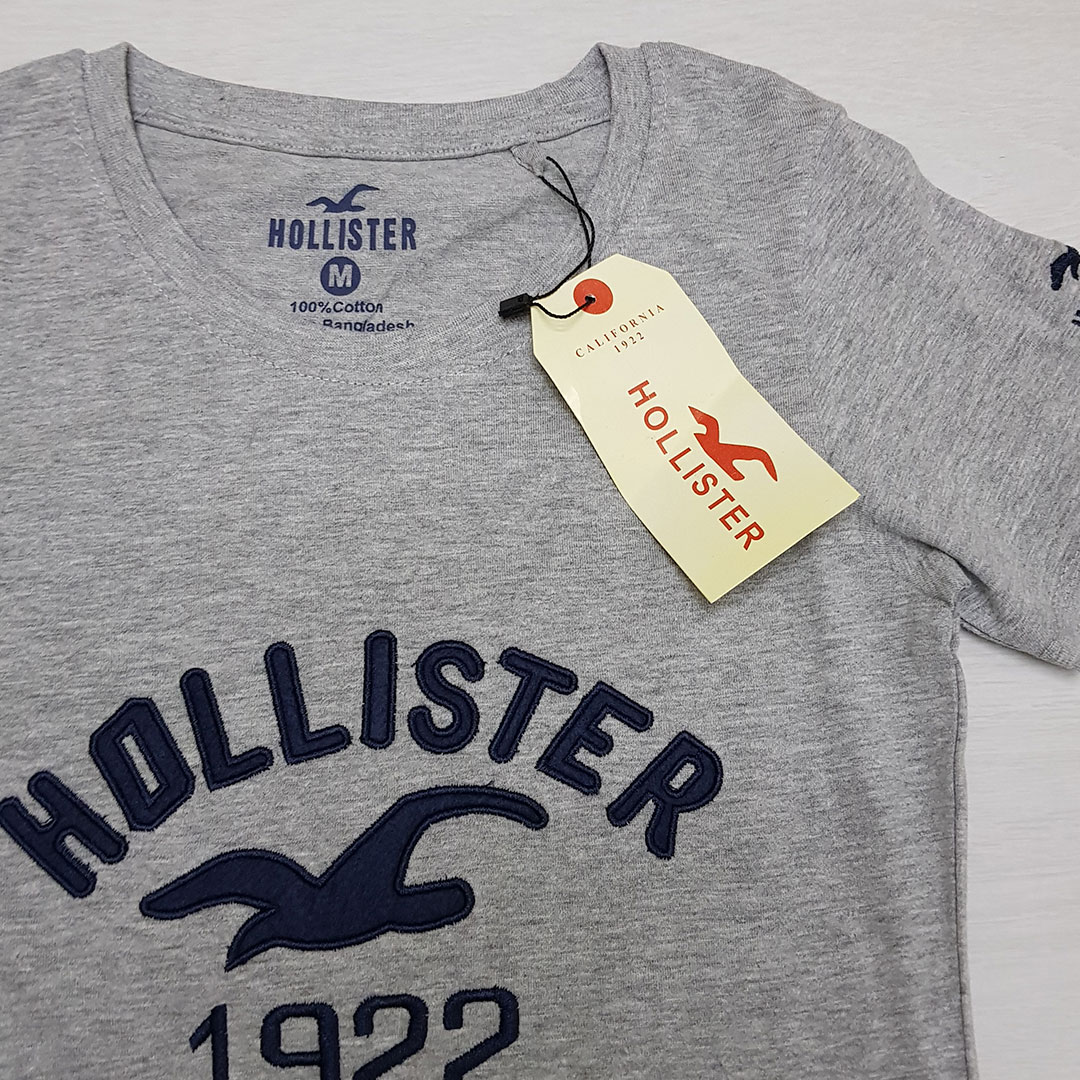 HOLLISTER
M
100%Cotton
Bangladesh
CALIFORNIA
1922
HOLLISTER
HOLLISTER
1922